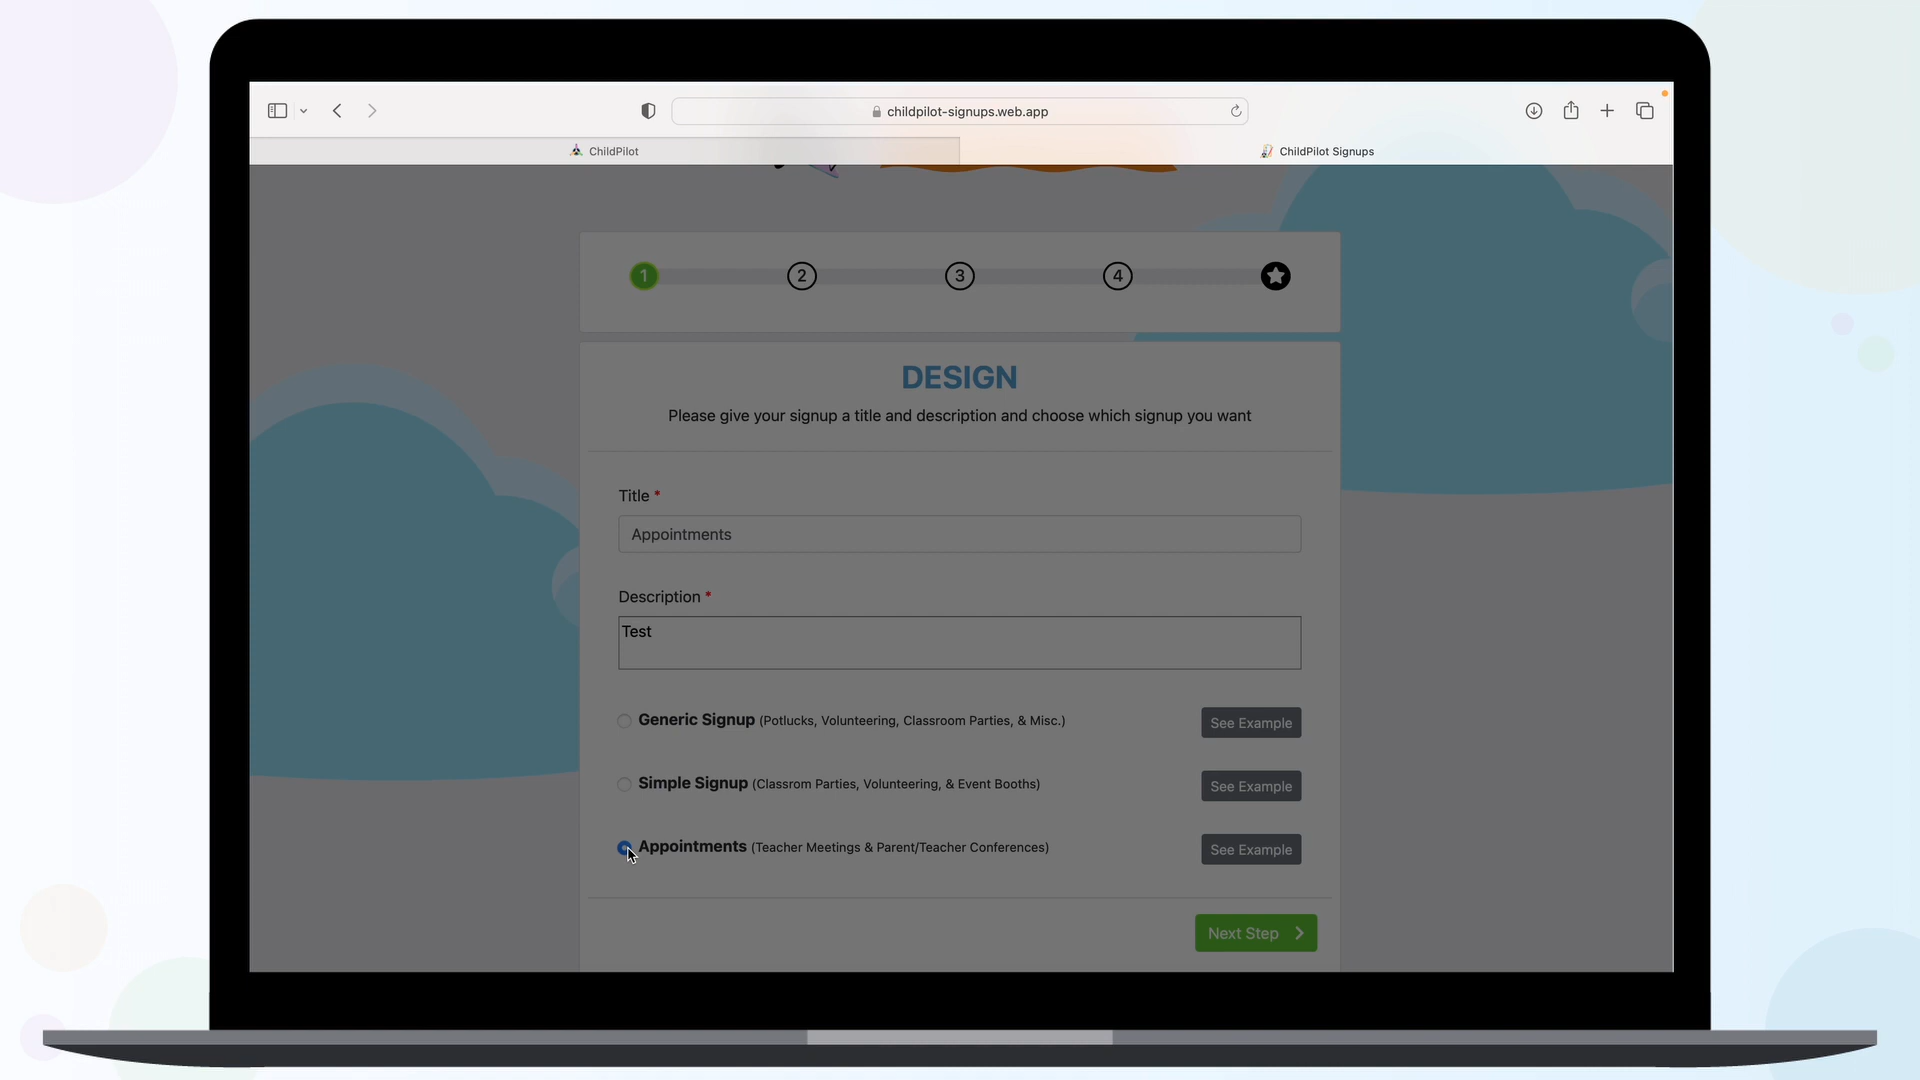 childpilot-signups.web.app
ChildPilot
ChildPilot Signups
1
2
3
4
DESIGN
Please give your signup a title and description and choose which signup you want
Title *
Appointments
Description *
Test
Generic Signup (Potlucks, Volunteering, Classroom Parties, & Misc.)
See Example
Simple Signup (Classrom Parties, Volunteering, & Event Booths)
See Example
Appointments (Teacher Meetings & Parent/Teacher Conferences)
See Example
Next Step